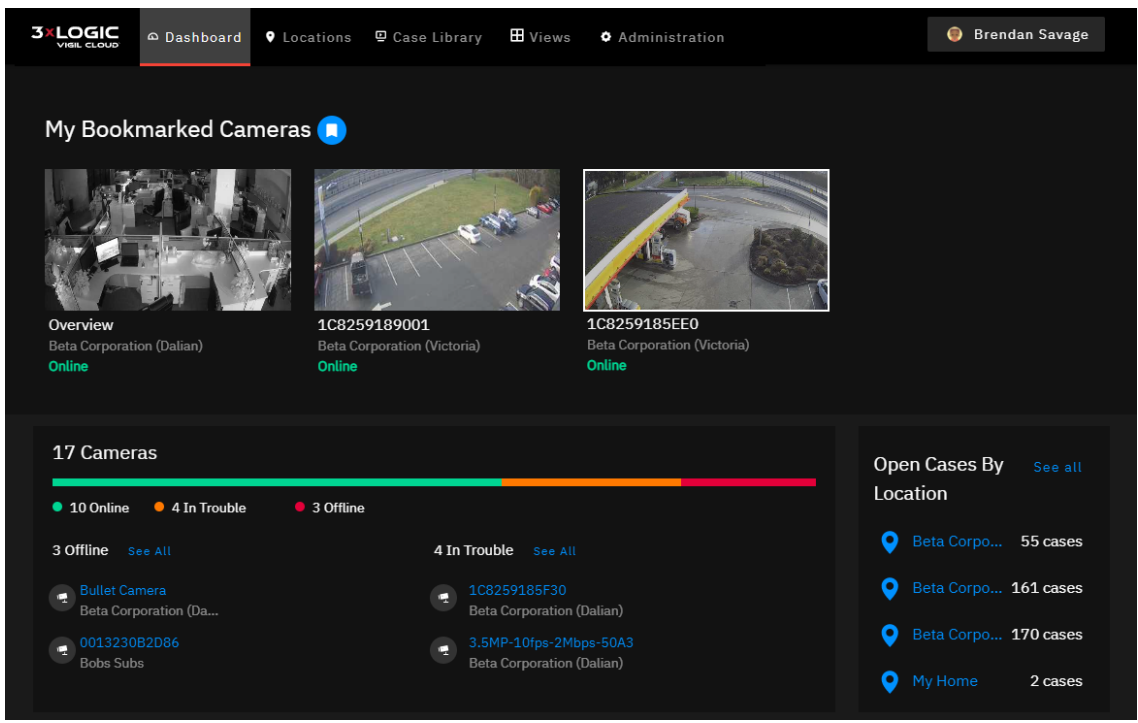 3×LOGIC
VIGIL CLOUD
Dashboard
Locations
Case Library
Views
Administration
Brendan Savage
My Bookmarked Cameras
Overview
Beta Corporation (Dalian)
Online
1C8259189001
Beta Corporation (Victoria)
Online
1C8259185EE0
Beta Corporation (Victoria)
Online
17 Cameras
10 Online
4 In Trouble
3 Offline
3 Offline See All
Bullet Camera
Beta Corporation (Da...
0013230B2D86
Bobs Subs
4 In Trouble See All
1C8259185F30
Beta Corporation (Dalian)
3.5MP-10fps-2Mbps-50A3
Beta Corporation (Dalian)
Open Cases By
Location
See all
Beta Corpo... 55 cases
Beta Corpo... 161 cases
Beta Corpo... 170 cases
My Home 2 cases